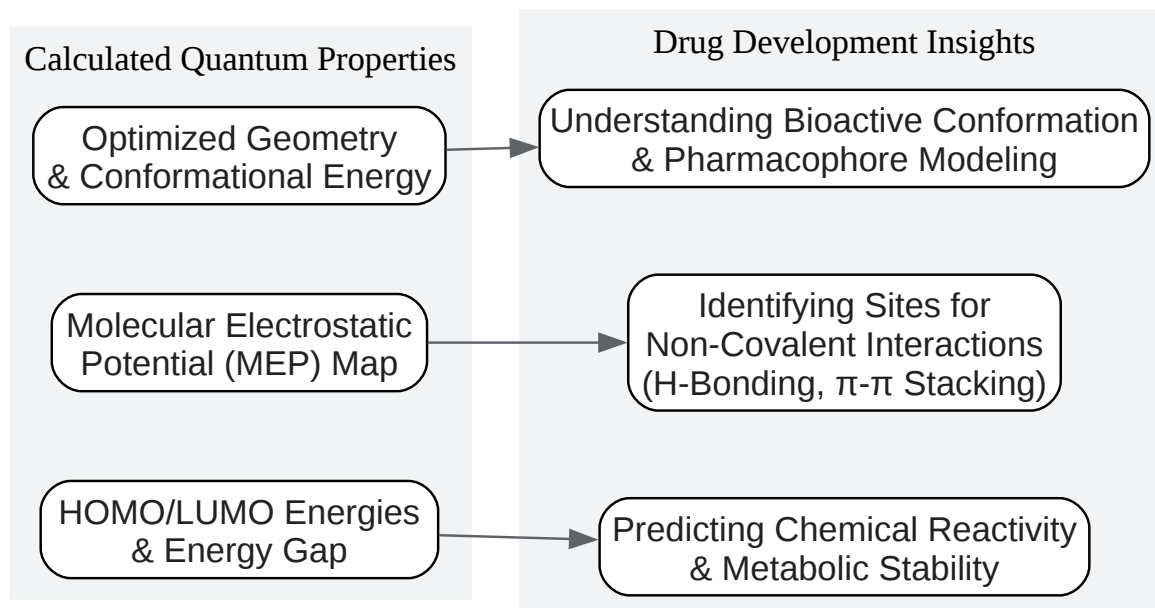 Calculated Quantum Properties
Optimized Geometry
& Conformational Energy
Molecular Electrostatic
Potential (MEP) Map
HOMO/LUMO Energies
& Energy Gap
Drug Development Insights
Understanding Bioactive Conformation
& Pharmacophore Modeling
Identifying Sites for
Non-Covalent Interactions
(H-Bonding, π-π Stacking)
Predicting Chemical Reactivity
& Metabolic Stability